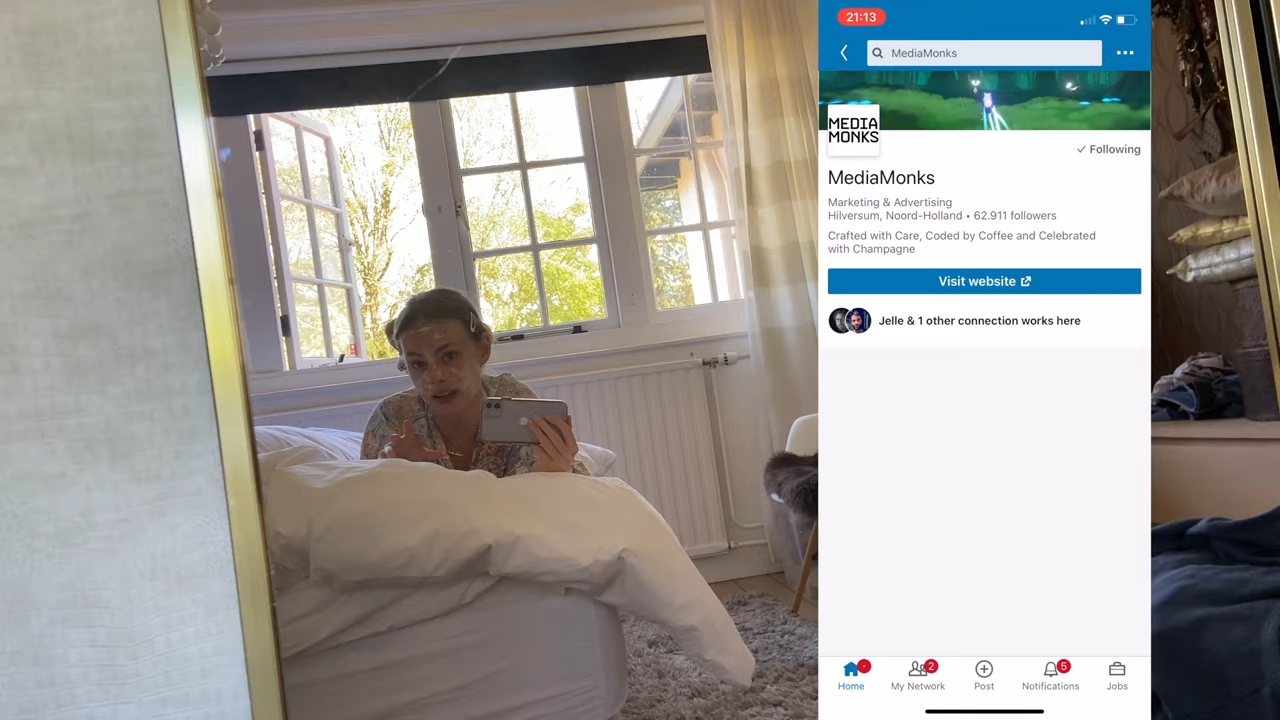 21:13
MediaMonks
MEDIA
MONKS
Following
MediaMonks
Marketing & Advertising
Hilversum, Noord-Holland • 62.911 followers
Crafted with Care, Coded by Coffee and Celebrated
with Champagne
Visit website
Jelle & 1 other connection works here
2
5
Home
My Network
Post
Notifications
Jobs